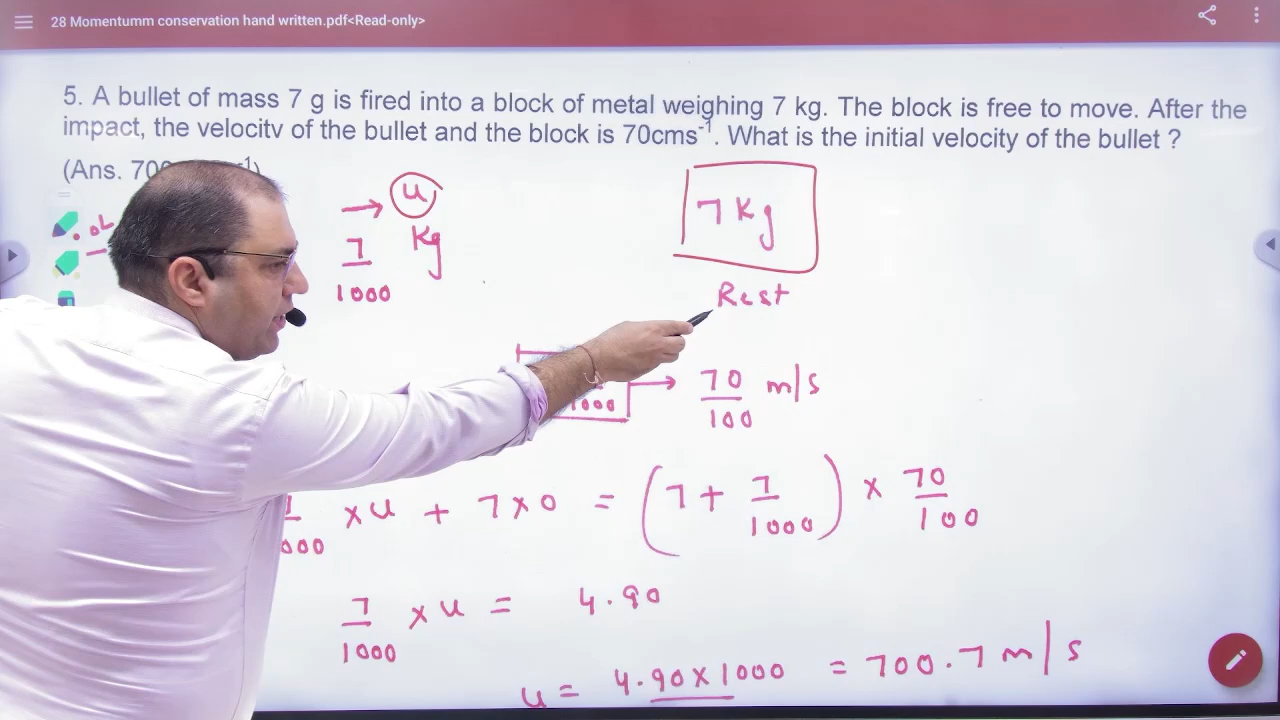 28 Momentumm conservation hand written.pdf<Read-only>
5. A bullet of mass 7 g is fired into a block of metal weighing 7 kg. The block is free to move. After the
impact, the velocitv of the bullet and the block is 70cms⁻¹. What is the initial velocity of the bullet ?
(Ans. 70
→ u
7/1000 Kg
7 Kg
Rest
1000
→ 70/100 m/s
x u + 7 x 0 = (7 + 7/1000) x 70/100
7/1000 x u = 4.90
u = 4.90 x 1000 = 700.7 m/s